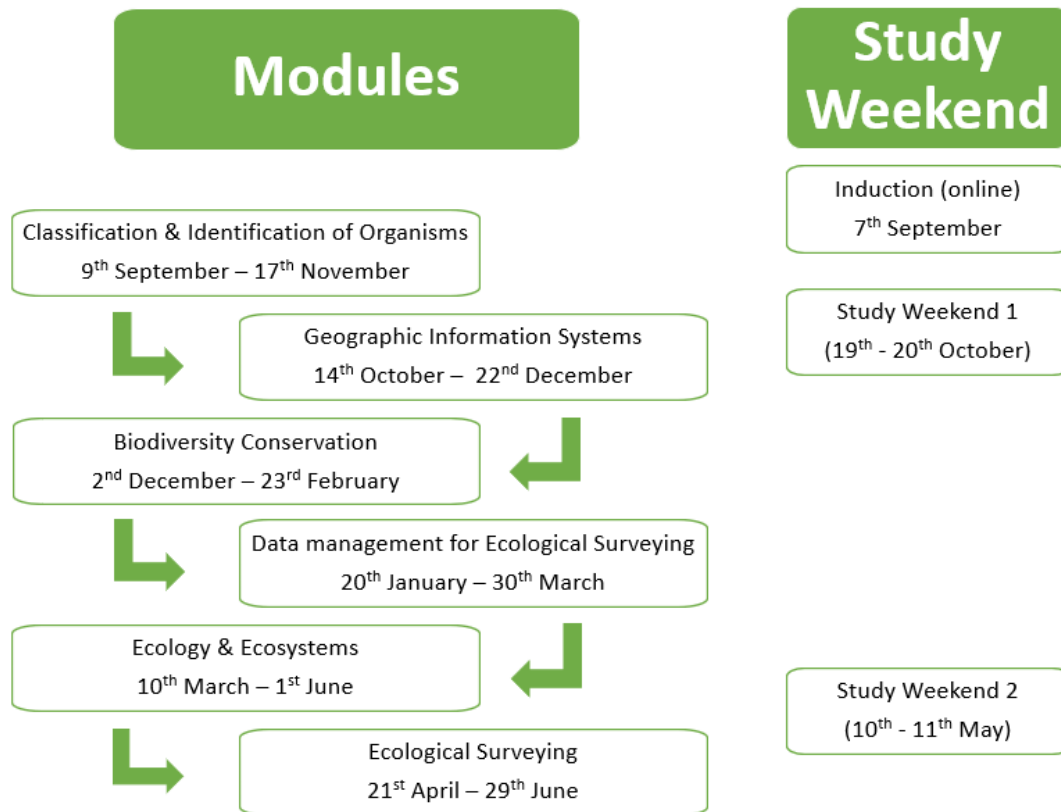 Modules
Classification & Identification of Organisms
9th September – 17th November
Geographic Information Systems
14th October – 22nd December
Biodiversity Conservation
2nd December – 23rd February
Data management for Ecological Surveying
20th January – 30th March
Ecology & Ecosystems
10th March – 1st June
Ecological Surveying
21st April – 29th June
Study
Weekend
Induction (online)
7th September
Study Weekend 1
(19th - 20th October)
Study Weekend 2
(10th - 11th May)